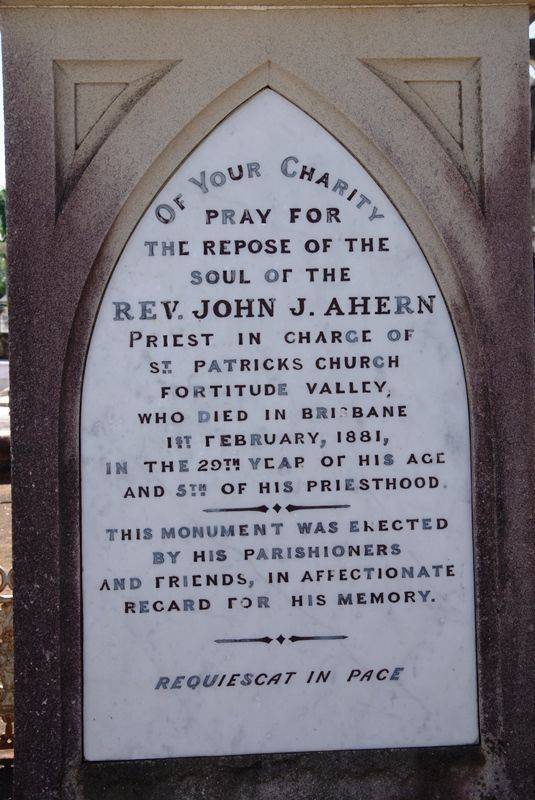 OF YOUR CHARITY
PRAY FOR
THE REPOSE OF THE
SOUL OF THE
REV. JOHN J. AHERN
PRIEST IN CHARGE OF
ST. PATRICKS CHURCH
FORTITUDE VALLEY,
WHO DIED IN BRISBANE
1ST FEBRUARY, 1881,
IN THE 29TH YEAR OF HIS AGE
AND 5TH OF HIS PRIESTHOOD.
THIS MONUMENT WAS ERECTED
BY HIS PARISHIONERS
AND FRIENDS, IN AFFECTIONATE
REGARD FOR HIS MEMORY.
REQUIESCAT IN PACE